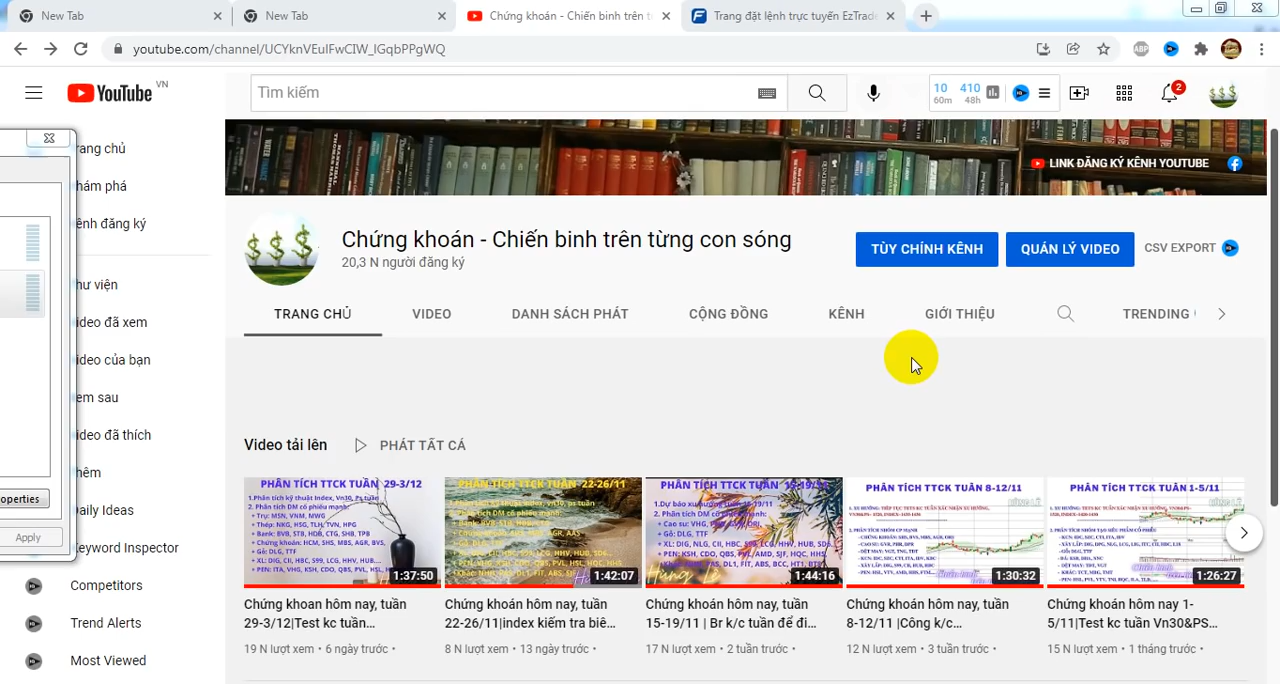 New Tab
New Tab
Chứng khoán - Chiến binh trên t
Trang đặt lệnh trực tuyến EzTrade
youtube.com/channel/UCYknVEuIFwCIW_IGqbPPgWQ
ABP
YouTube VN
Tìm kiếm
10 410
60m 48h
2
rang chủ
hám phá
ênh đăng ký
hư viện
ideo đã xem
ideo của bạn
em sau
ideo đã thích
hêm
Daily Ideas
Keyword Inspector
Competitors
Trend Alerts
Most Viewed
operties
Apply
LINK ĐĂNG KÝ KÊNH YOUTUBE
Chứng khoán - Chiến binh trên từng con sóng
20,3 N người đăng ký
TÙY CHỈNH KÊNH
QUẢN LÝ VIDEO
CSV EXPORT
TRANG CHỦ
VIDEO
DANH SÁCH PHÁT
CỘNG ĐỒNG
KÊNH
GIỚI THIỆU
TRENDING
Video tải lên
PHÁT TẤT CẢ
PHÂN TÍCH TTCK TUẦN 29-3/12
1:37:50
Chứng khoán hôm nay, tuần
29-3/12|Test kc tuần...
19 N lượt xem • 6 ngày trước •
PHÂN TÍCH TTCK TUẦN 22-26/11
1:42:07
Chứng khoán hôm nay, tuần
22-26/11|index kiếm tra biê...
8 N lượt xem • 13 ngày trước •
1:44:16
Chứng khoán hôm nay, tuần
15-19/11 | Br k/c tuần để đi...
17 N lượt xem • 2 tuần trước •
PHÂN TÍCH TTCK TUẦN 8-12/11
1:30:32
Chứng khoán hôm nay, tuần
8-12/11 |Công k/c...
12 N lượt xem • 3 tuần trước •
PHÂN TÍCH TTCK TUẦN 1-5/11
1:26:27
Chứng khoán hôm nay 1-
5/11|Test kc tuần Vn30&PS...
15 N lượt xem • 1 tháng trước •